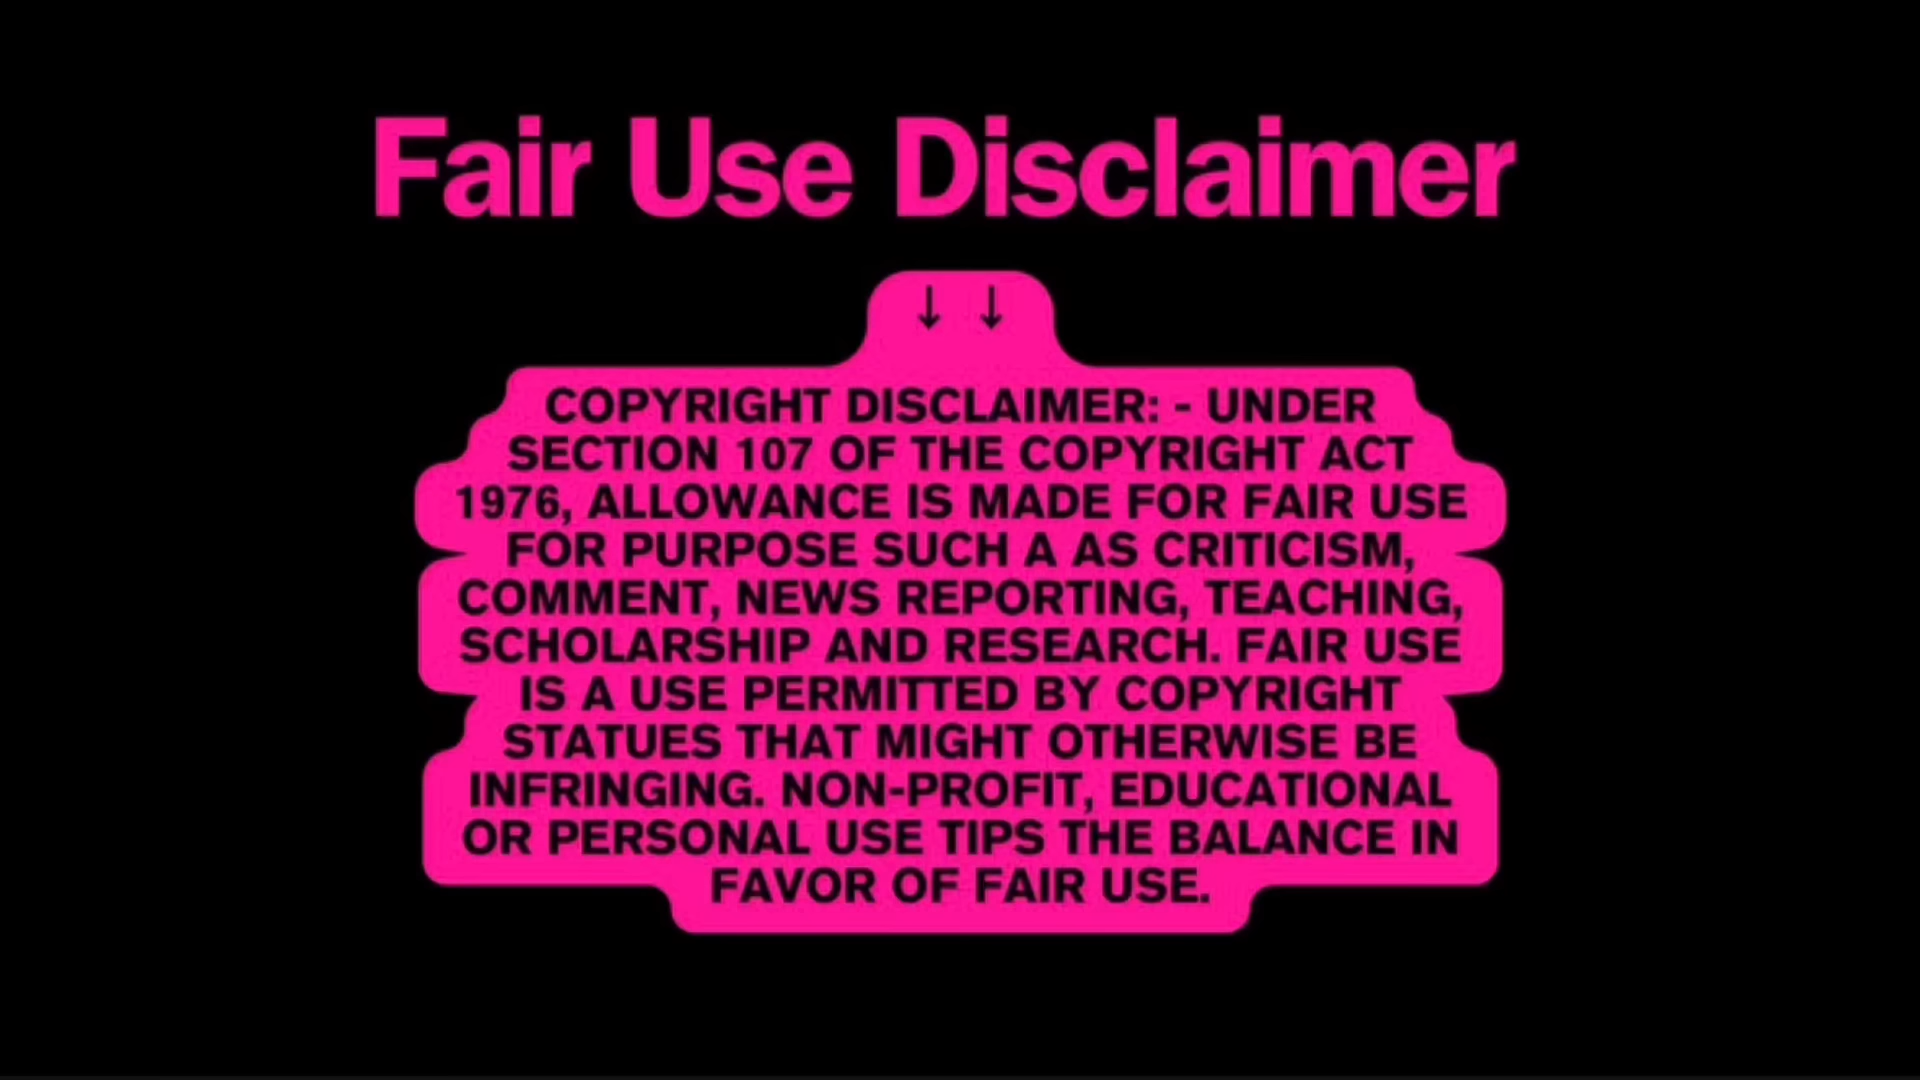 Fair Use Disclaimer
↓ ↓
COPYRIGHT DISCLAIMER: - UNDER
SECTION 107 OF THE COPYRIGHT ACT
1976, ALLOWANCE IS MADE FOR FAIR USE
FOR PURPOSE SUCH A AS CRITICISM,
COMMENT, NEWS REPORTING, TEACHING,
SCHOLARSHIP AND RESEARCH. FAIR USE
IS A USE PERMITTED BY COPYRIGHT
STATUES THAT MIGHT OTHERWISE BE
INFRINGING. NON-PROFIT, EDUCATIONAL
OR PERSONAL USE TIPS THE BALANCE IN
FAVOR OF FAIR USE.